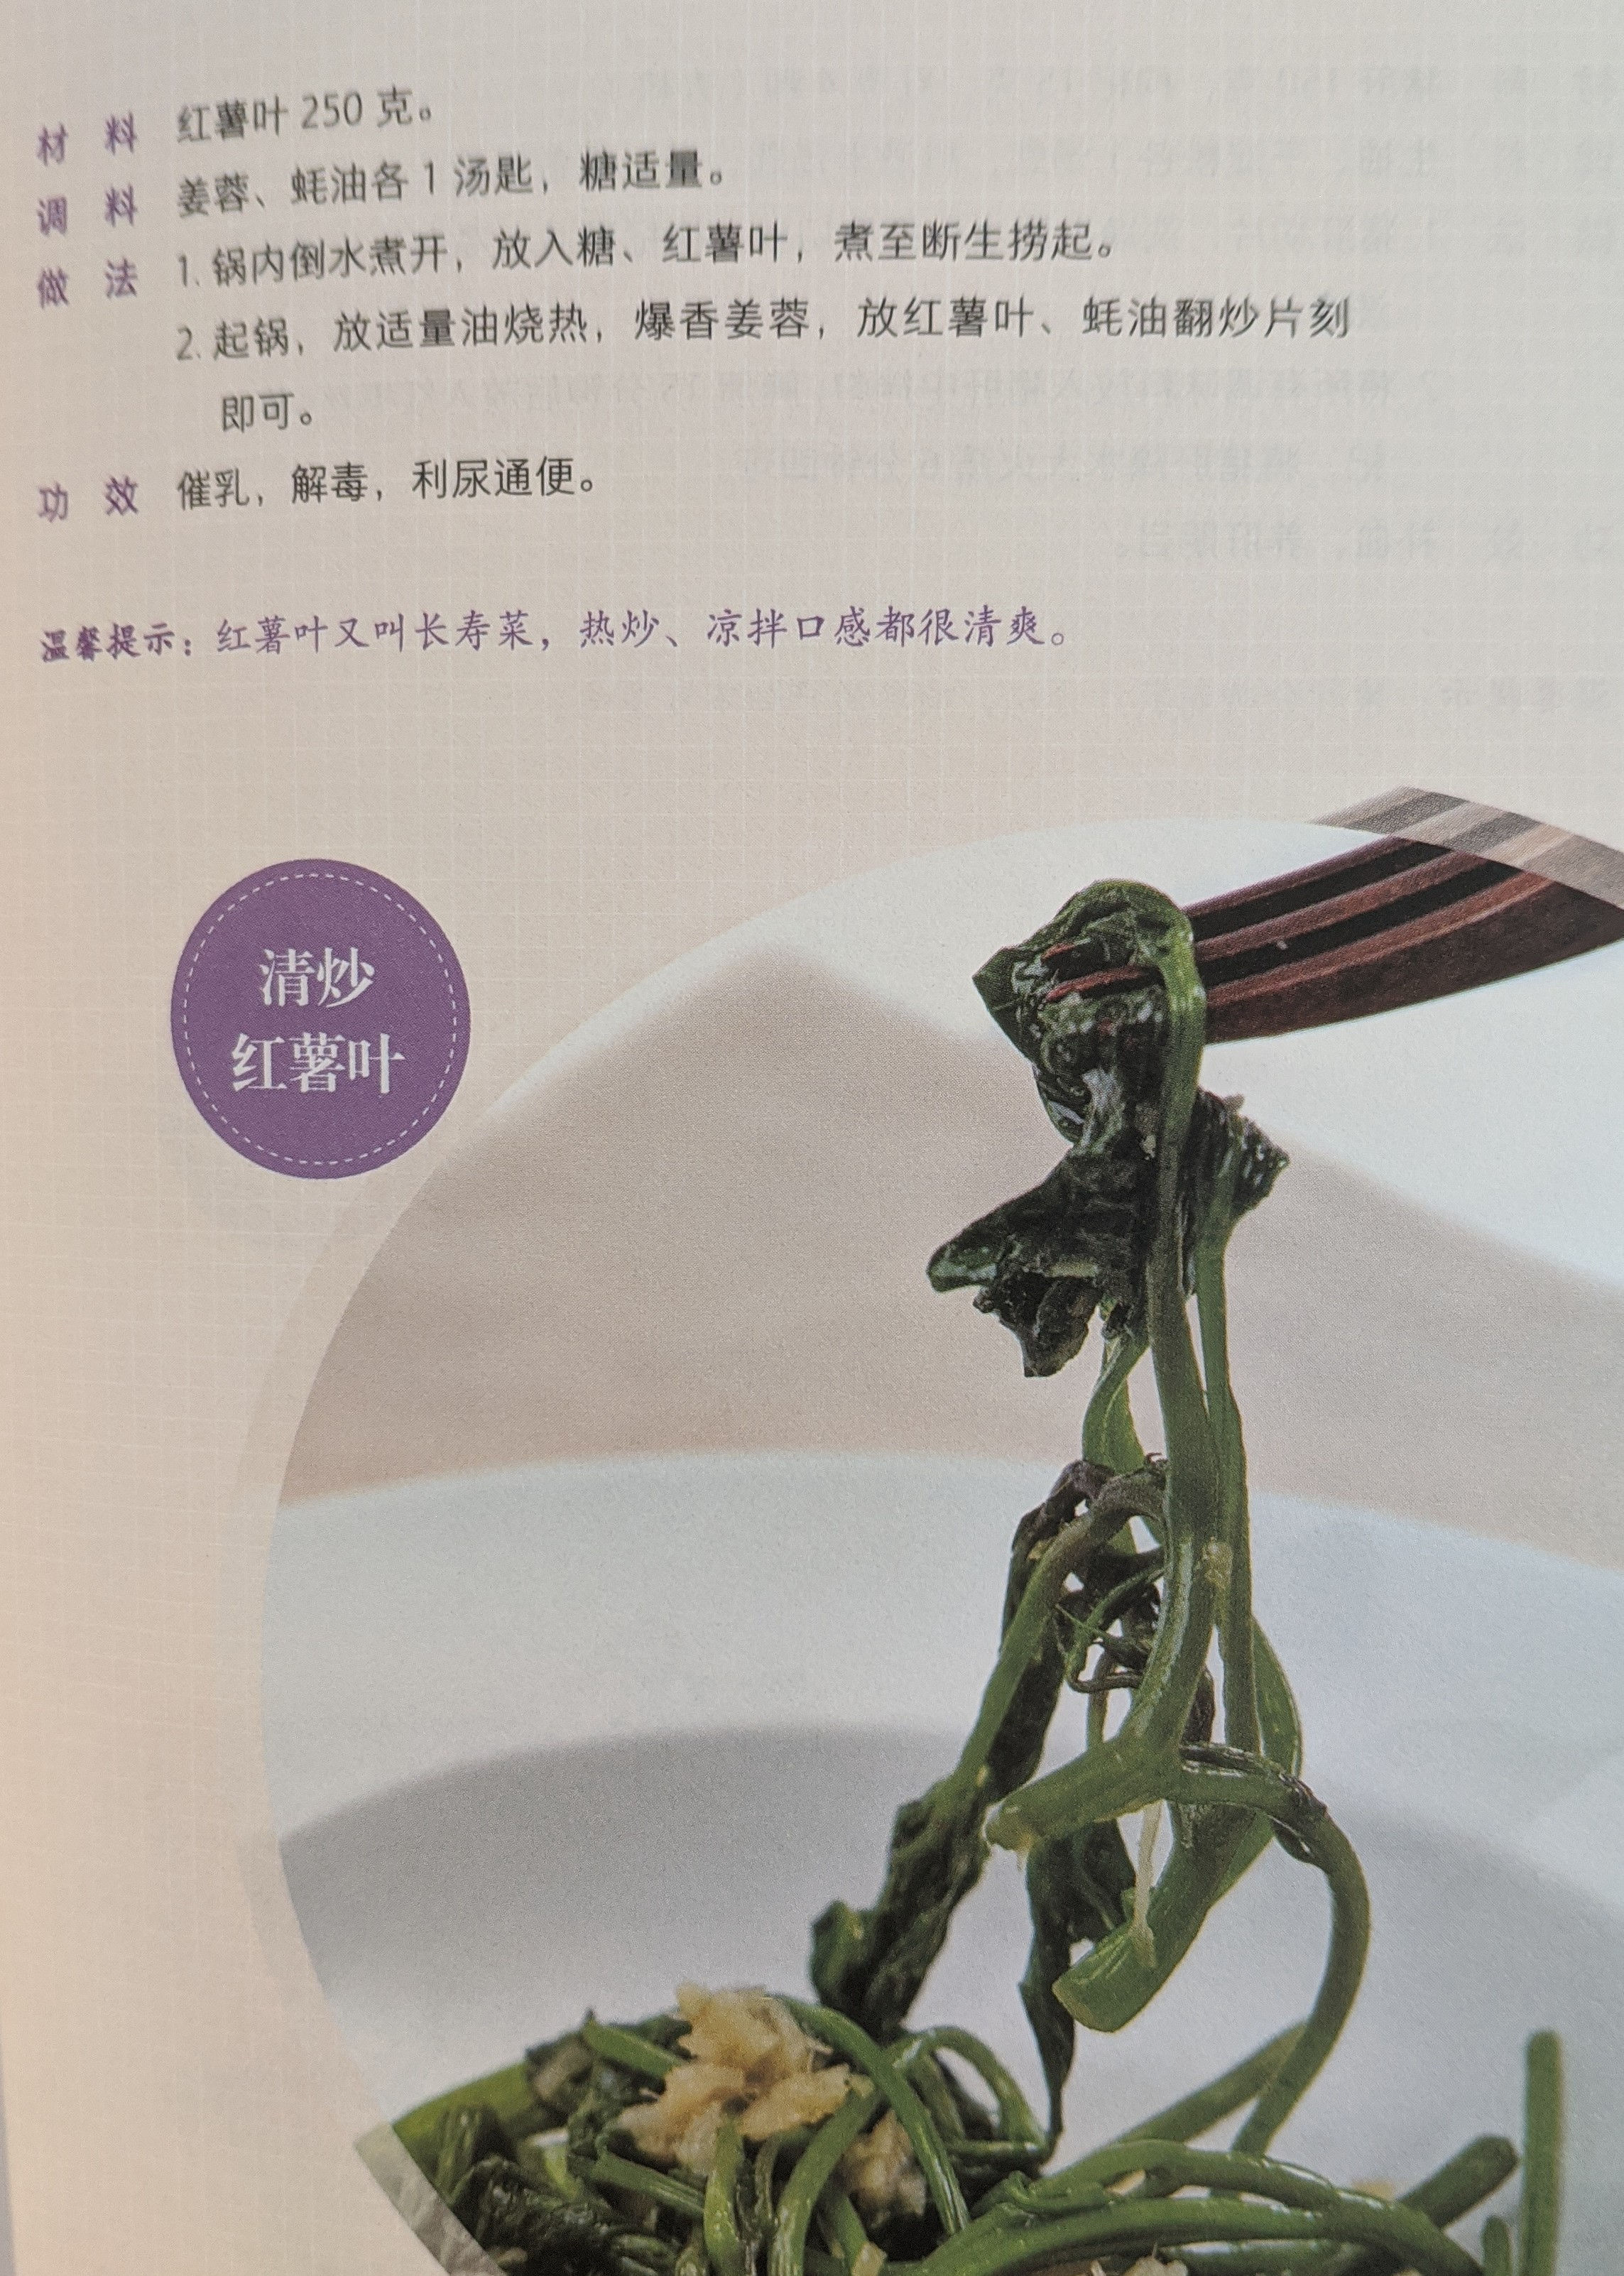 材 料 红薯叶 250 克。
调 料 姜蓉、蚝油各 1 汤匙，糖适量。
做 法 1. 锅内倒水煮开，放入糖、红薯叶，煮至断生捞起。
2. 起锅，放适量油烧热，爆香姜蓉，放红薯叶、蚝油翻炒片刻
即可。
功 效 催乳，解毒，利尿通便。
温馨提示：红薯叶又叫长寿菜，热炒、凉拌口感都很清爽。
清炒
红薯叶